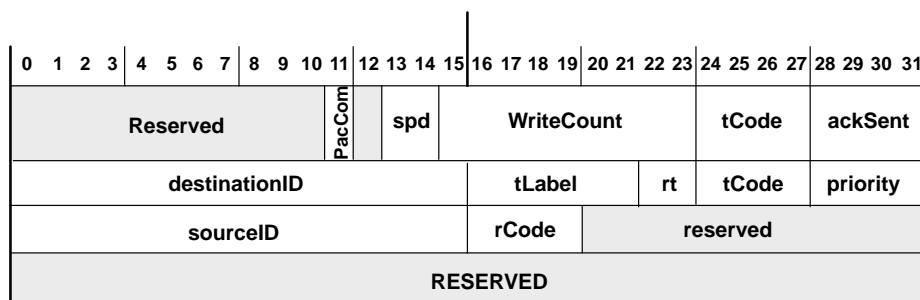 0 1 2 3 4 5 6 7 8 9 10 11 12 13 14 15 16 17 18 19 20 21 22 23 24 25 26 27 28 29 30 31
Reserved PacCom spd WriteCount tCode ackSent
destinationID tLabel rt tCode priority
sourceID rCode reserved
RESERVED